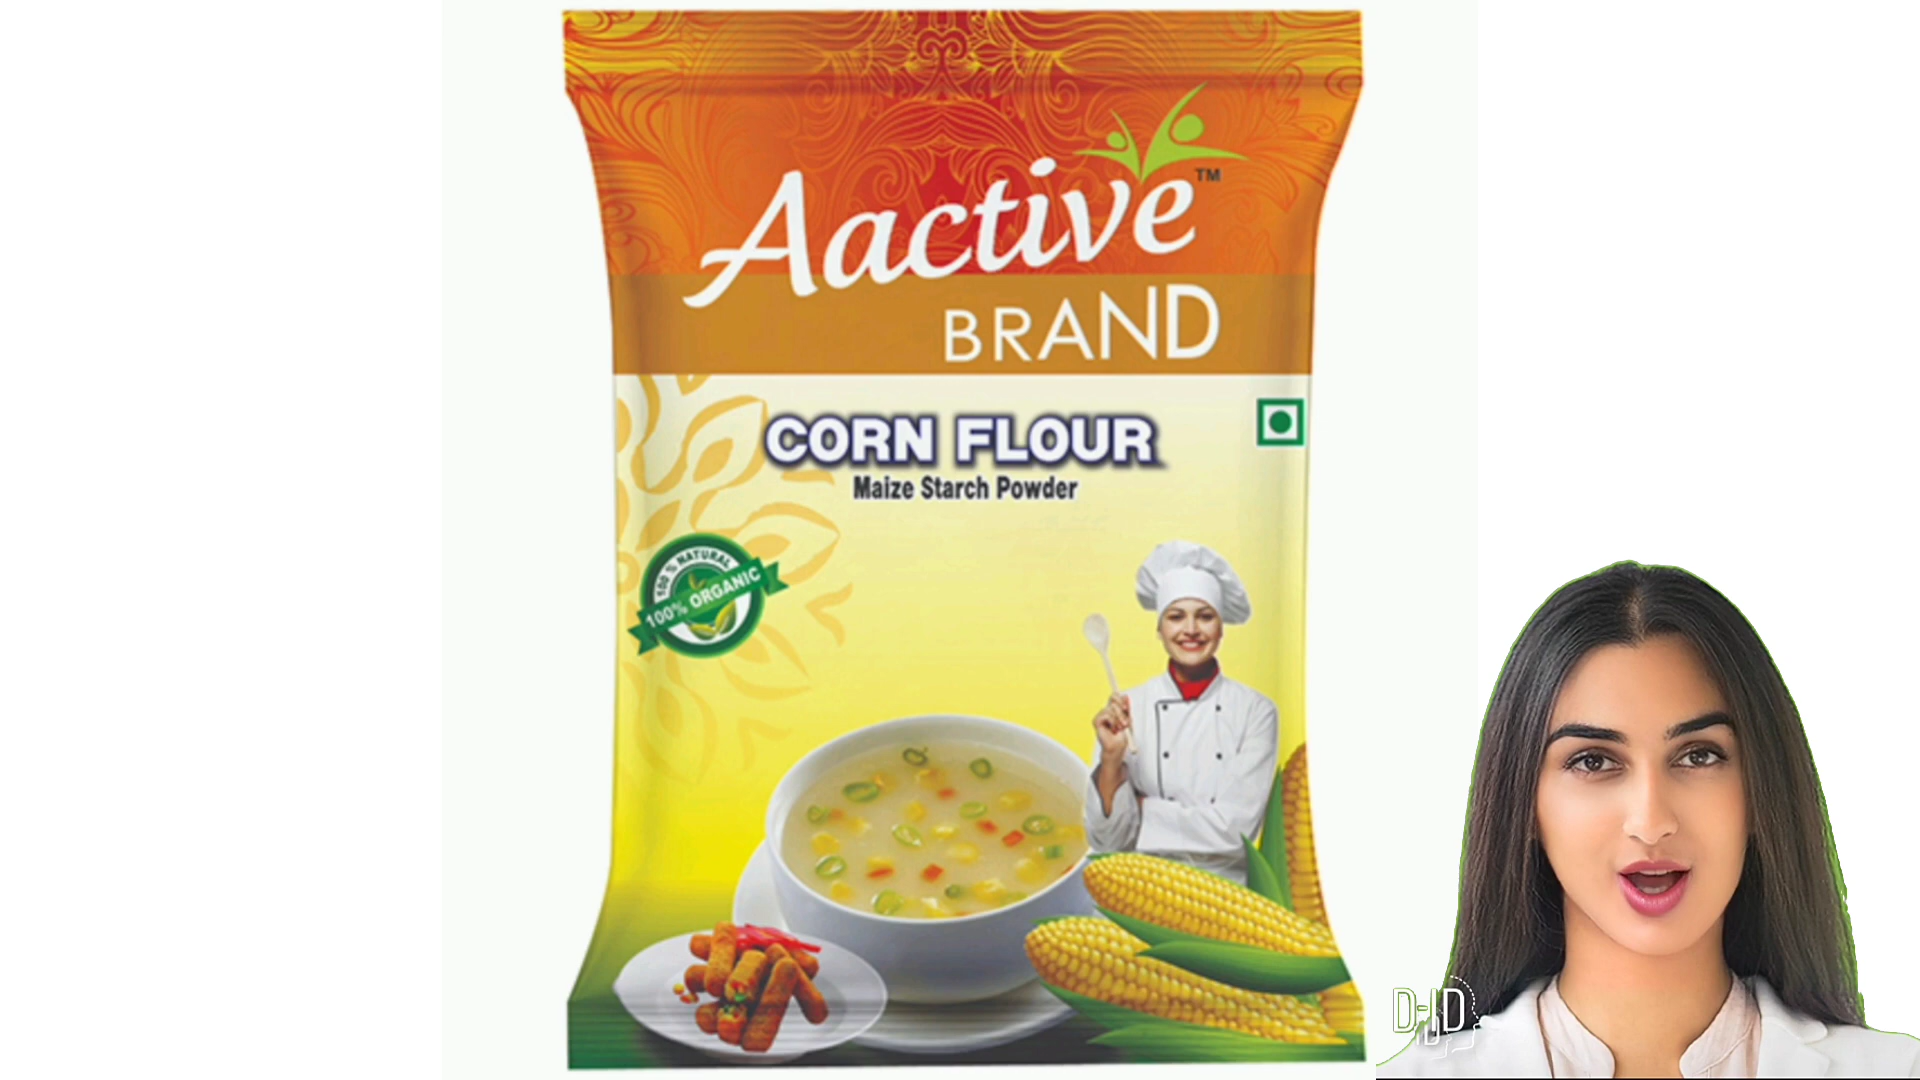 Aactive™
BRAND
CORN FLOUR
Maize Starch Powder
100 % NATURAL
100% ORGANIC
D-ID